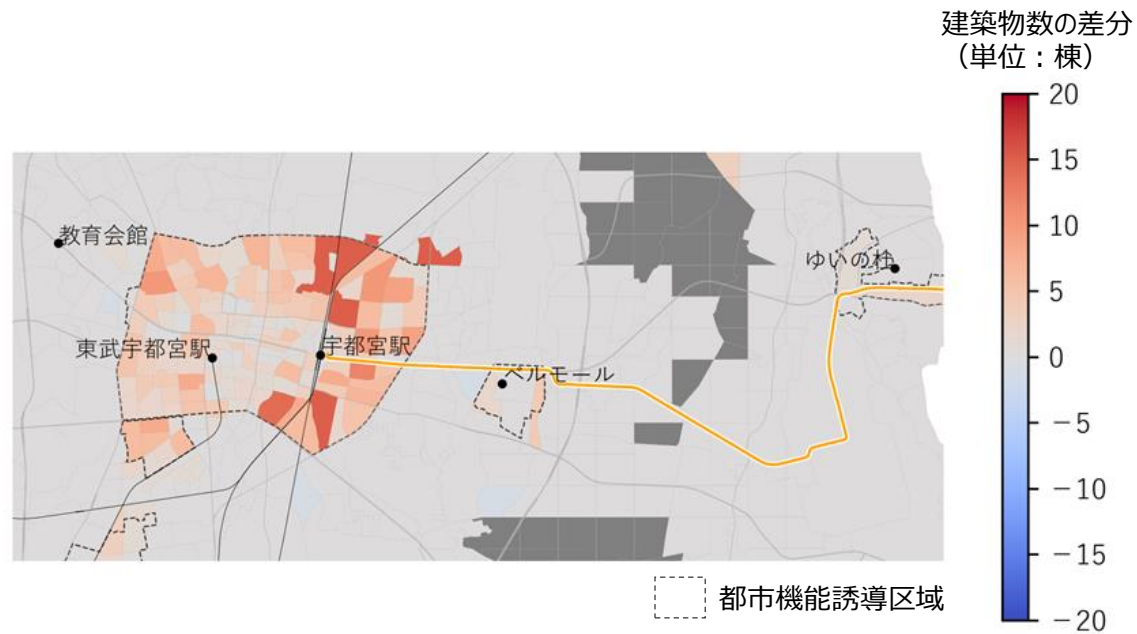 建築物数の差分
（単位：棟）
20
15
10
5
0
−5
−10
−15
−20
教育会館
ゆいの杜
東武宇都宮駅
宇都宮駅
ベルモール
都市機能誘導区域